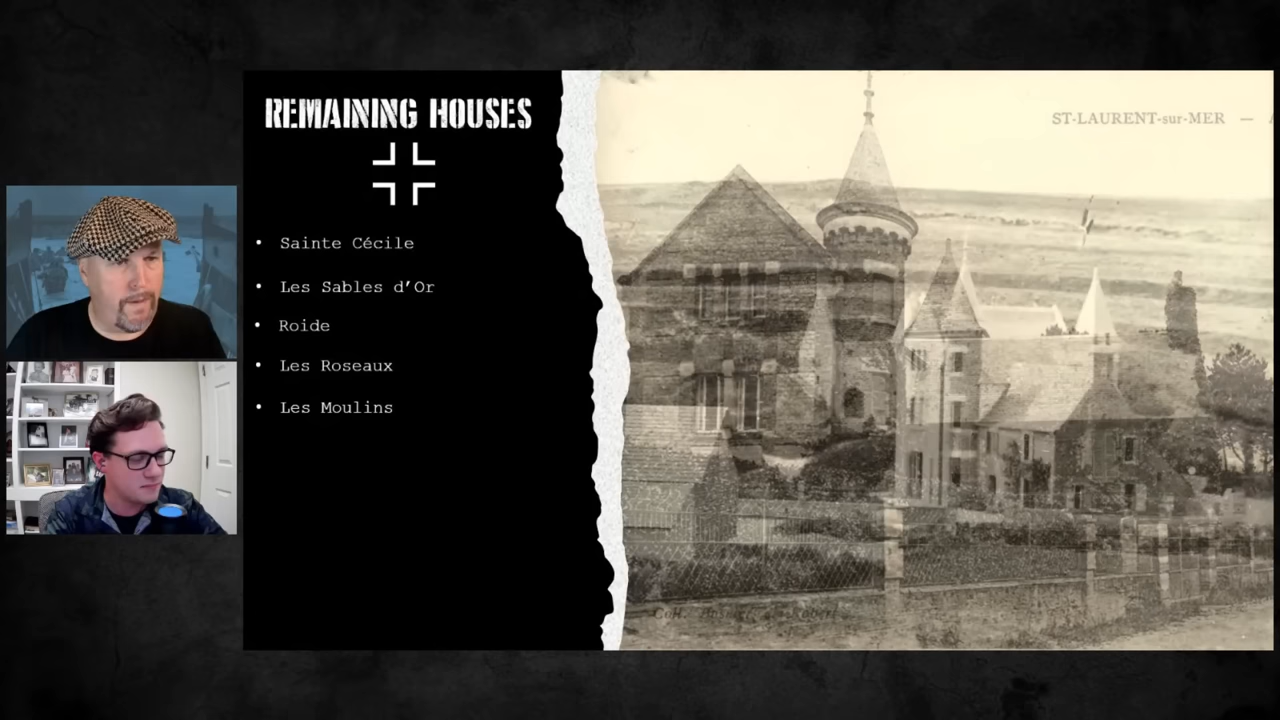 REMAINING HOUSES
• Sainte Cécile
• Les Sables d’Or
• Roide
• Les Roseaux
• Les Moulins
ST-LAURENT-sur-MER —